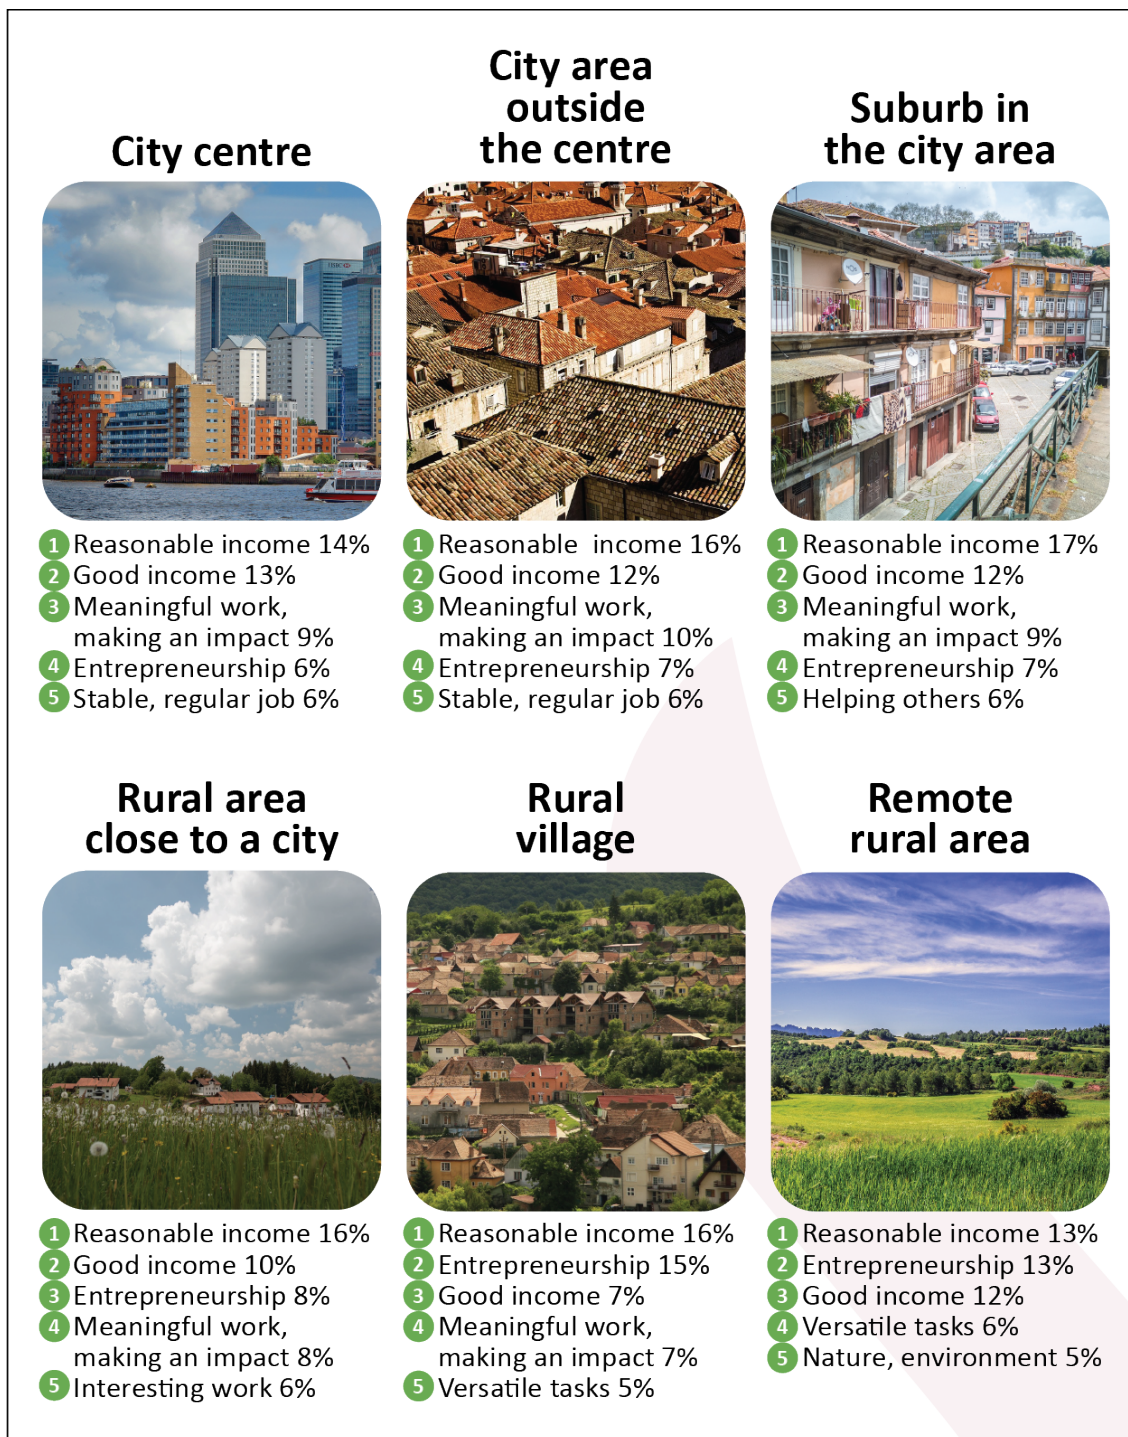 City centre
City area
outside
the centre
Suburb in
the city area
1 Reasonable income 14%
2 Good income 13%
3 Meaningful work,
making an impact 9%
4 Entrepreneurship 6%
5 Stable, regular job 6%
1 Reasonable income 16%
2 Good income 12%
3 Meaningful work,
making an impact 10%
4 Entrepreneurship 7%
5 Stable, regular job 6%
1 Reasonable income 17%
2 Good income 12%
3 Meaningful work,
making an impact 9%
4 Entrepreneurship 7%
5 Helping others 6%
Rural area
close to a city
Rural
village
Remote
rural area
1 Reasonable income 16%
2 Good income 10%
3 Entrepreneurship 8%
4 Meaningful work,
making an impact 8%
5 Interesting work 6%
1 Reasonable income 16%
2 Entrepreneurship 15%
3 Good income 7%
4 Meaningful work,
making an impact 7%
5 Versatile tasks 5%
1 Reasonable income 13%
2 Entrepreneurship 13%
3 Good income 12%
4 Versatile tasks 6%
5 Nature, environment 5%